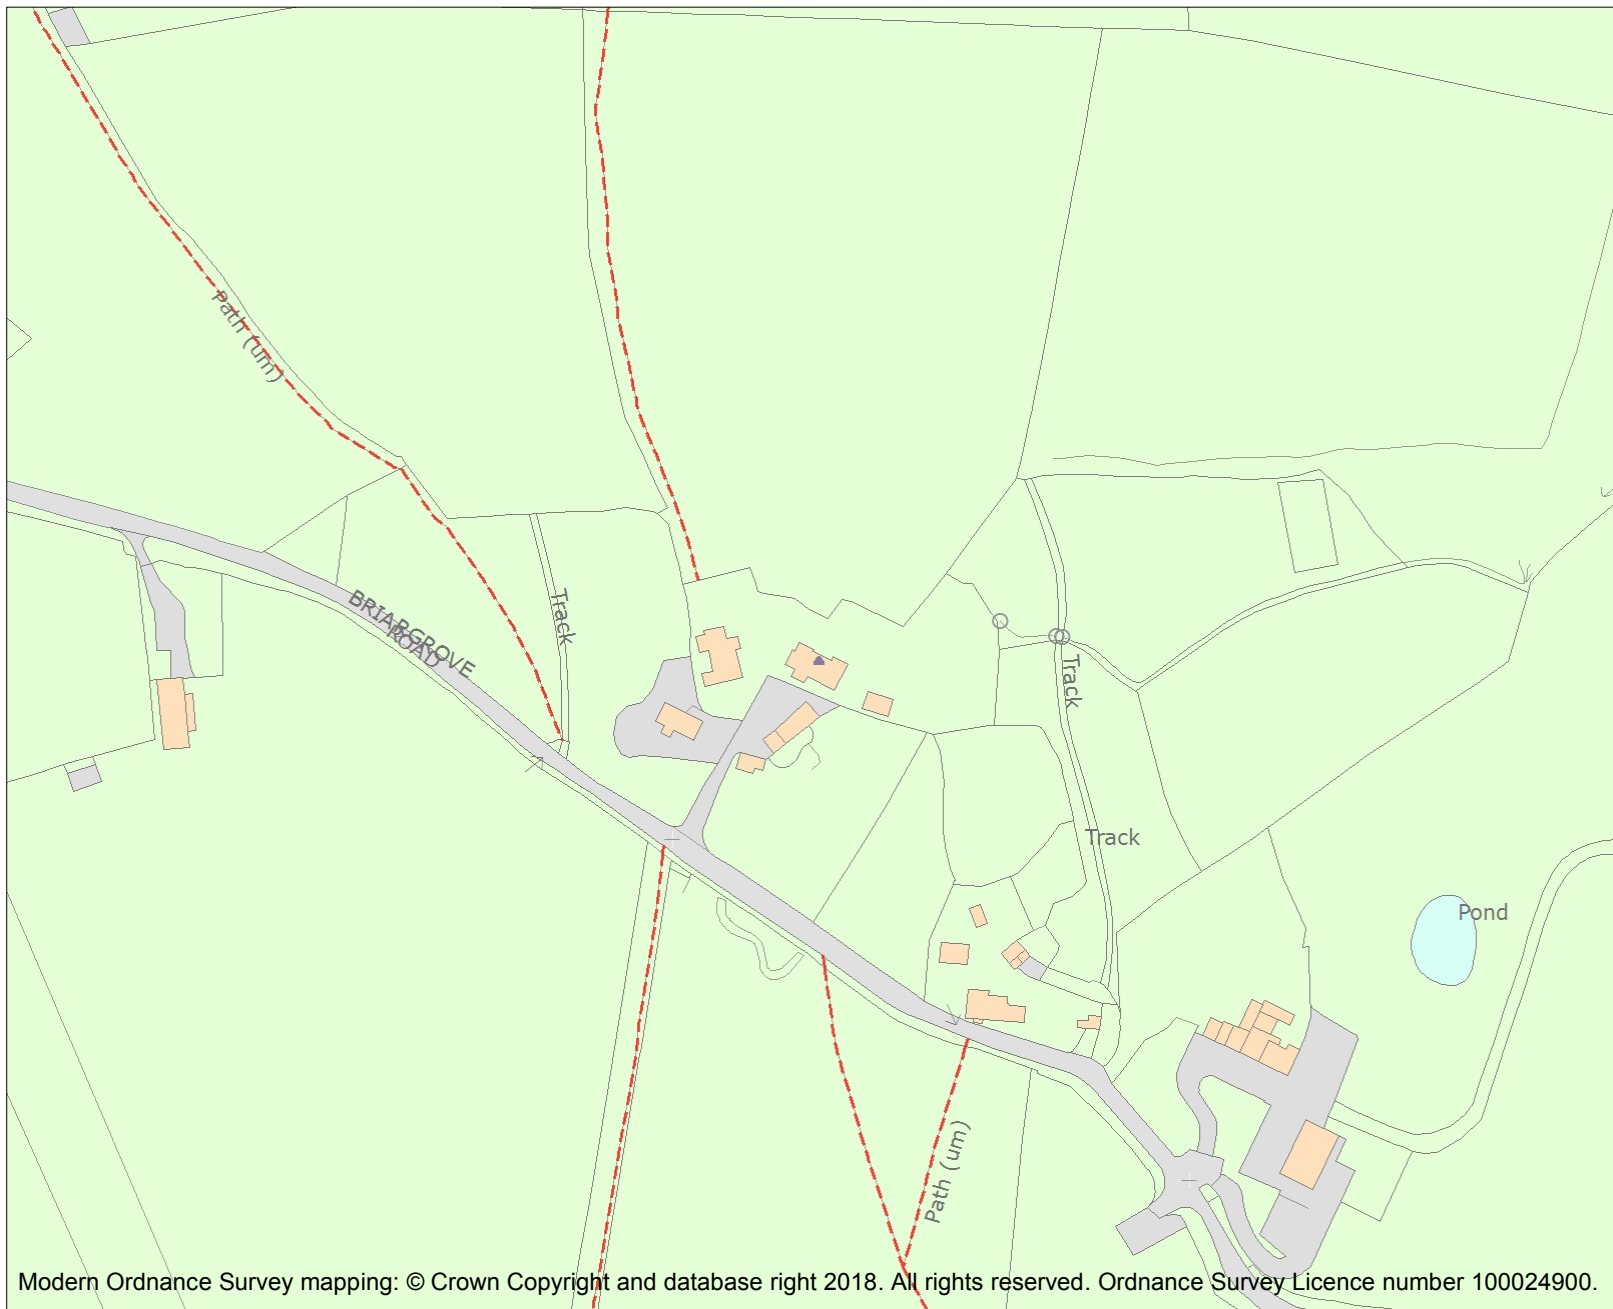 Path (um)
Track
BRIARGROVE
ROAD
Track
Track
Pond
Path (um)
Modern Ordnance Survey mapping: © Crown Copyright and database right 2018. All rights reserved. Ordnance Survey Licence number 100024900.